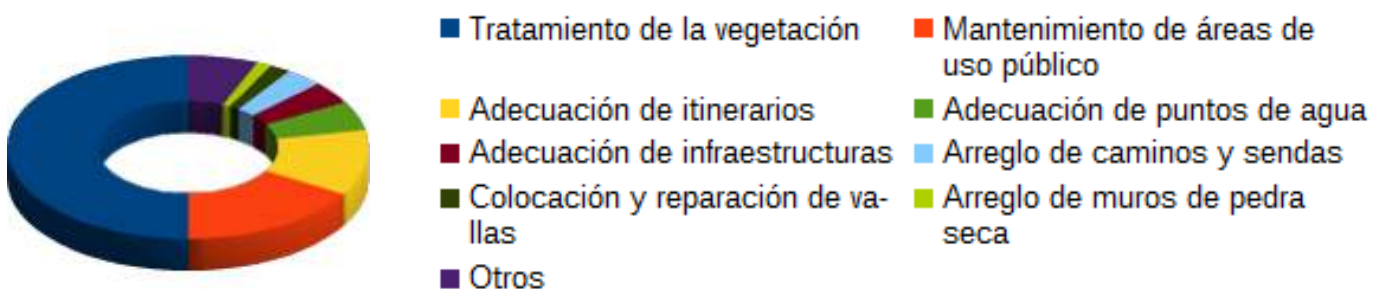 Tratamiento de la vegetación
Mantenimiento de áreas de
uso público
Adecuación de itinerarios
Adecuación de puntos de agua
Adecuación de infraestructuras
Arreglo de caminos y sendas
Colocación y reparación de va-
llas
Arreglo de muros de pedra
seca
Otros